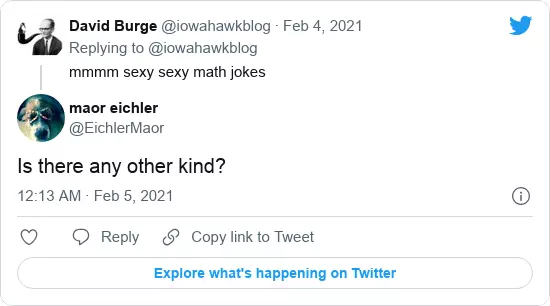 David Burge @iowahawkblog · Feb 4, 2021
Replying to @iowahawkblog
mmmm sexy sexy math jokes
maor eichler
@EichlerMaor
Is there any other kind?
12:13 AM · Feb 5, 2021
Reply Copy link to Tweet
Explore what's happening on Twitter